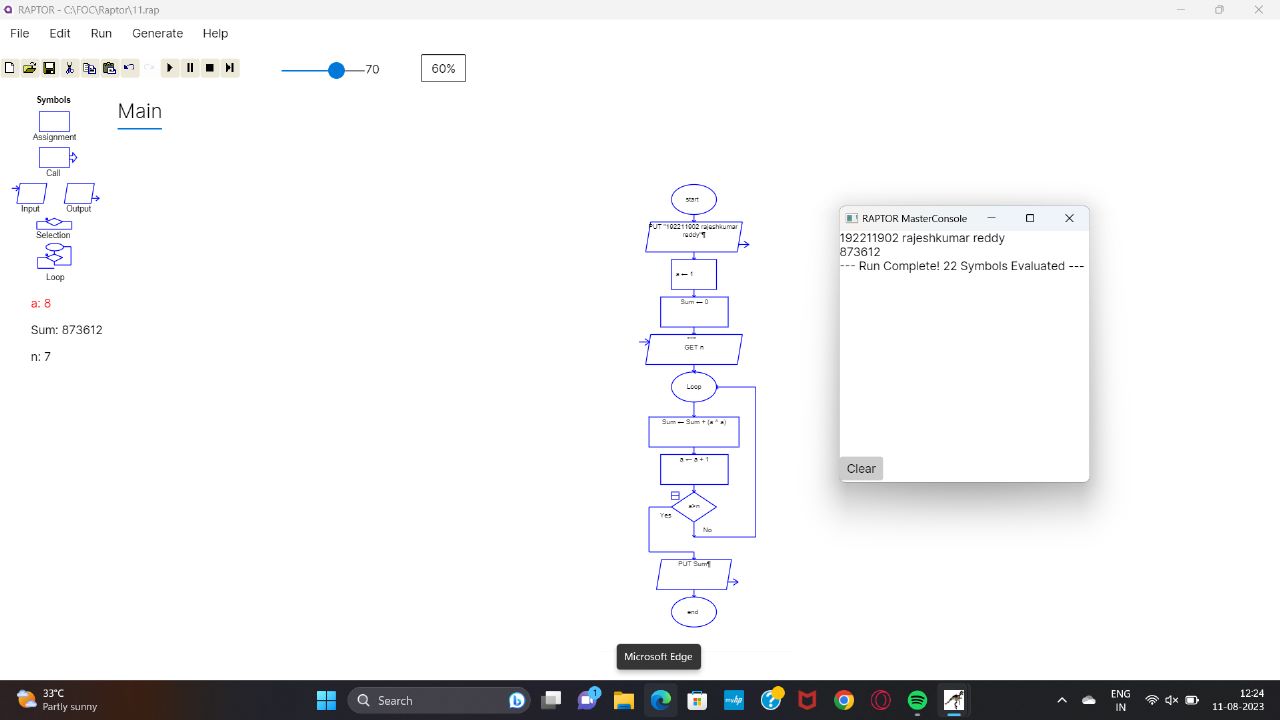 RAPTOR - C:\FOC\Raptor\11.rap
File Edit Run Generate Help
70
60%
Symbols
Assignment
Call
Input Output
Selection
Loop
a: 8
Sum: 873612
n: 7
Main
start
PUT "192211902 rajeshkumar
reddy"¶
a ← 1
Sum ← 0
GET n
Loop
Sum ← Sum + (a ^ a)
a ← a + 1
a>n
Yes
No
PUT Sum¶
end
RAPTOR MasterConsole
192211902 rajeshkumar reddy
873612
--- Run Complete! 22 Symbols Evaluated ---
Clear
Microsoft Edge
33°C
Partly sunny
Search
1
myhp
ENG
IN
12:24
11-08-2023